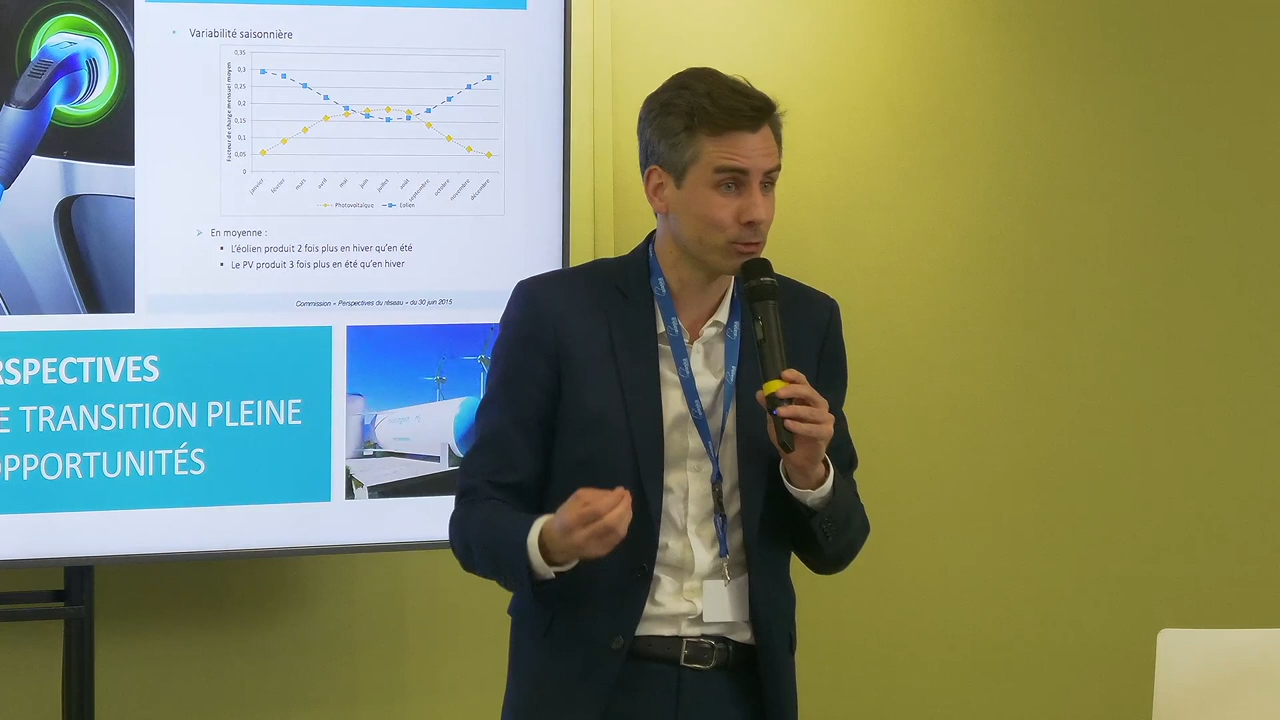 Variabilité saisonnière
Facteur de charge mensuel moyen
0,35
0,3
0,25
0,2
0,15
0,1
0,05
0
janvier
février
mars
avril
mai
juin
juillet
août
septembre
octobre
novembre
décembre
Photovoltaïque
Eolien
En moyenne :
L'éolien produit 2 fois plus en hiver qu'en été
Le PV produit 3 fois plus en été qu'en hiver
Commission « Perspectives du réseau » du 30 juin 2015
RSPECTIVES
E TRANSITION PLEINE
OPPORTUNITÉS